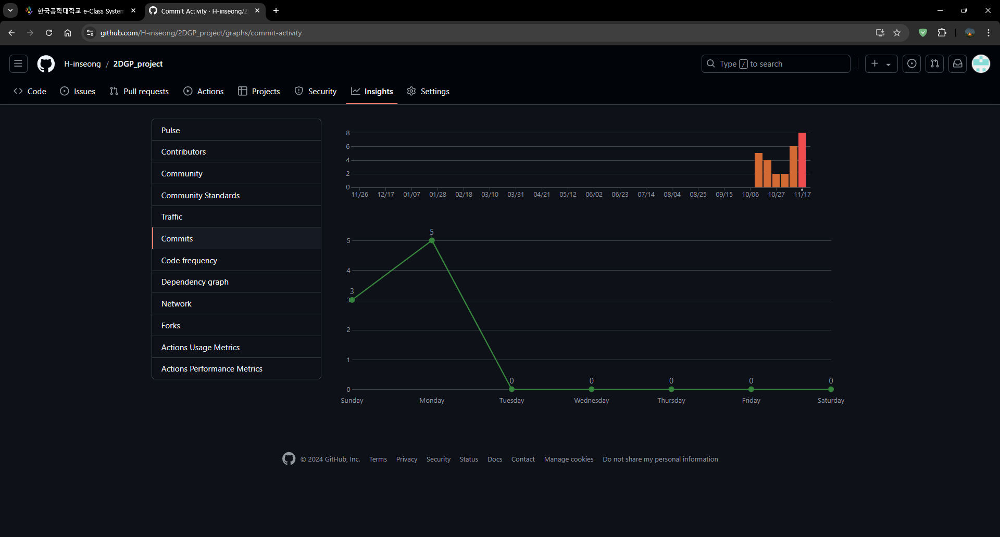 한국공학대학교 e-Class System
Commit Activity · H-inseong/2
github.com/H-inseong/2DGP_project/graphs/commit-activity
H-inseong / 2DGP_project
Type / to search
Code Issues Pull requests Actions Projects Security Insights Settings
Pulse
Contributors
Community
Community Standards
Traffic
Commits
Code frequency
Dependency graph
Network
Forks
Actions Usage Metrics
Actions Performance Metrics
8
6
4
2
0
11/26 12/17 01/07 01/28 02/18 03/10 03/31 04/21 05/12 06/02 06/23 07/14 08/04 08/25 09/15 10/06 10/27 11/17
5
5
4
3
3
2
1
0 0 0 0 0
0
Sunday Monday Tuesday Wednesday Thursday Friday Saturday
© 2024 GitHub, Inc. Terms Privacy Security Status Docs Contact Manage cookies Do not share my personal information